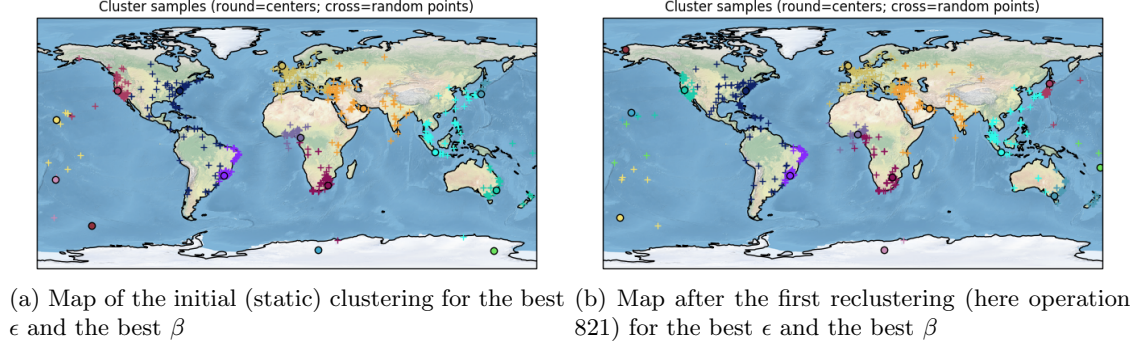 Cluster samples (round=centers; cross=random points)
Cluster samples (round=centers; cross=random points)
(a) Map of the initial (static) clustering for the best
ϵ and the best β
(b) Map after the first reclustering (here operation
821) for the best ϵ and the best β